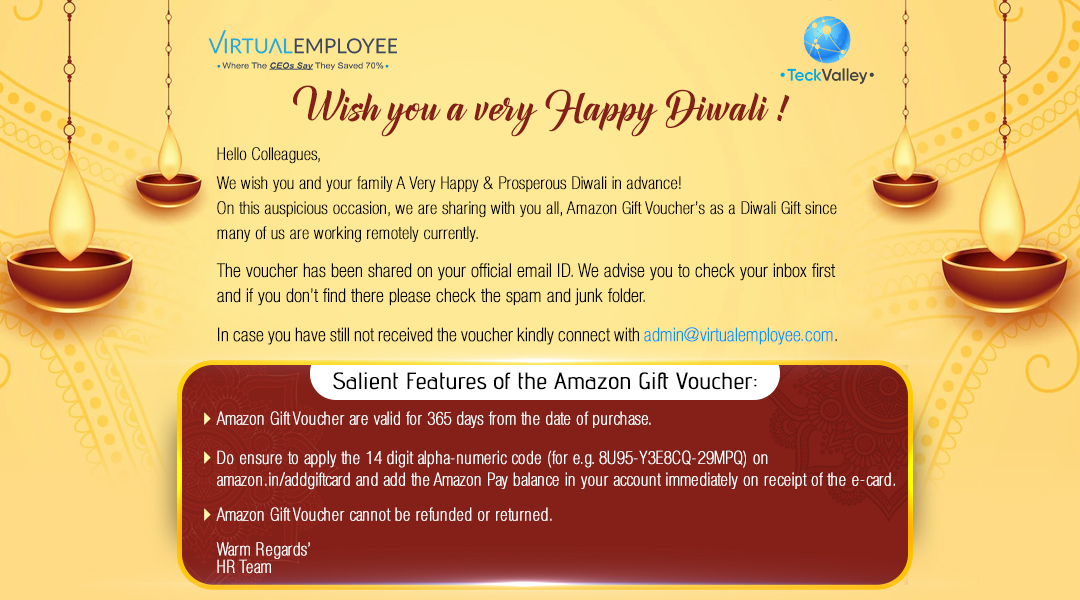 VIRTUALEMPLOYEE
• Where The CEOs Say They Saved 70% •
•TeckValley•
Wish you a very Happy Diwali !
Hello Colleagues,
We wish you and your family A Very Happy & Prosperous Diwali in advance!
On this auspicious occasion, we are sharing with you all, Amazon Gift Voucher's as a Diwali Gift since
many of us are working remotely currently.
The voucher has been shared on your official email ID. We advise you to check your inbox first
and if you don't find there please check the spam and junk folder.
In case you have still not received the voucher kindly connect with admin@virtualemployee.com.
Salient Features of the Amazon Gift Voucher:
Amazon Gift Voucher are valid for 365 days from the date of purchase.
Do ensure to apply the 14 digit alpha-numeric code (for e.g. 8U95-Y3E8CQ-29MPQ) on
amazon.in/addgiftcard and add the Amazon Pay balance in your account immediately on receipt of the e-card.
Amazon Gift Voucher cannot be refunded or returned.
Warm Regards'
HR Team